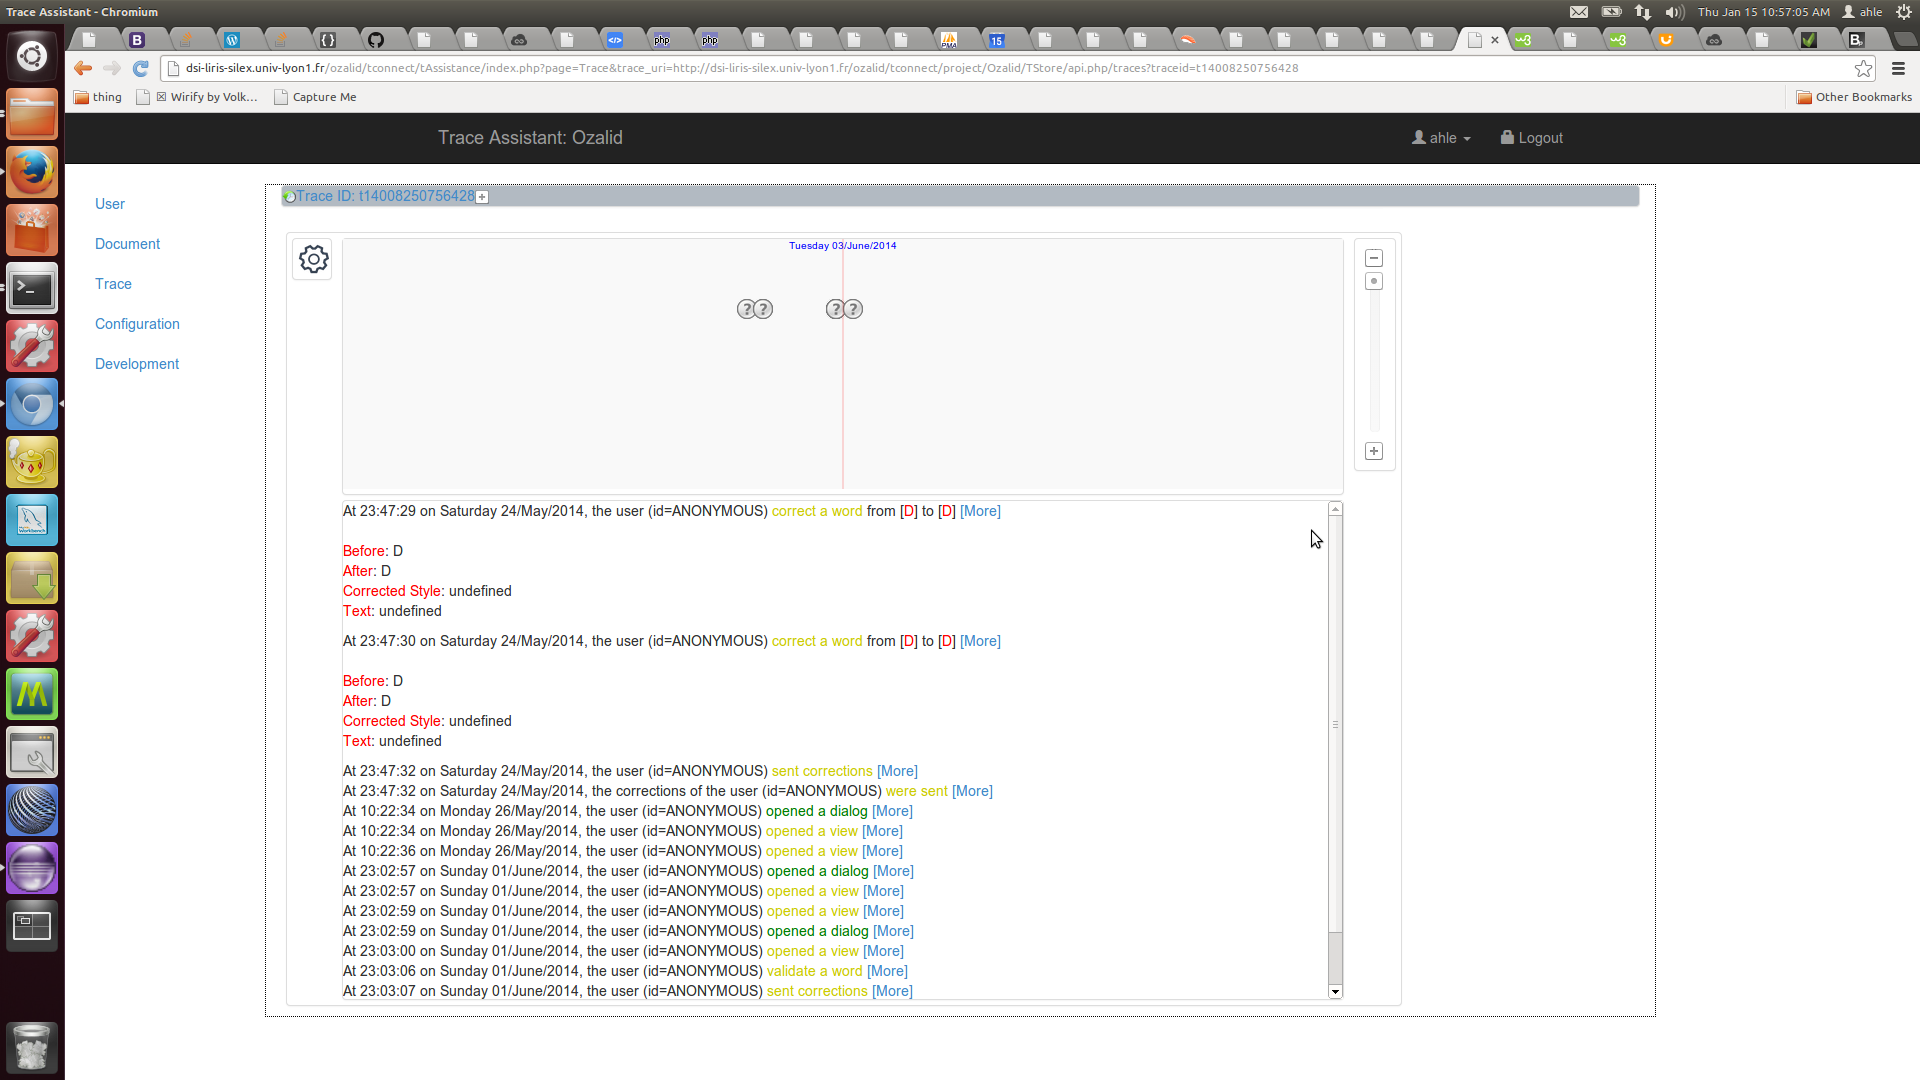 Trace Assistant - Chromium
Thu Jan 15 10:57:05 AM
ahle
dsi-liris-silex.univ-lyon1.fr/ozalid/tconnect/tAssistance/index.php?page=Trace&trace_uri=http://dsi-liris-silex.univ-lyon1.fr/ozalid/tconnect/project/Ozalid/TStore/api.php/traces?traceid=t14008250756428
thing
Wirify by Volk...
Capture Me
Other Bookmarks
Trace Assistant: Ozalid
ahle
Logout
User
Document
Trace
Configuration
Development
Trace ID: t14008250756428
Tuesday 03/June/2014
At 23:47:29 on Saturday 24/May/2014, the user (id=ANONYMOUS) correct a word from [D] to [D] [More]
Before: D
After: D
Corrected Style: undefined
Text: undefined
At 23:47:30 on Saturday 24/May/2014, the user (id=ANONYMOUS) correct a word from [D] to [D] [More]
Before: D
After: D
Corrected Style: undefined
Text: undefined
At 23:47:32 on Saturday 24/May/2014, the user (id=ANONYMOUS) sent corrections [More]
At 23:47:32 on Saturday 24/May/2014, the corrections of the user (id=ANONYMOUS) were sent [More]
At 10:22:34 on Monday 26/May/2014, the user (id=ANONYMOUS) opened a dialog [More]
At 10:22:34 on Monday 26/May/2014, the user (id=ANONYMOUS) opened a view [More]
At 10:22:36 on Monday 26/May/2014, the user (id=ANONYMOUS) opened a view [More]
At 23:02:57 on Sunday 01/June/2014, the user (id=ANONYMOUS) opened a dialog [More]
At 23:02:57 on Sunday 01/June/2014, the user (id=ANONYMOUS) opened a view [More]
At 23:02:59 on Sunday 01/June/2014, the user (id=ANONYMOUS) opened a view [More]
At 23:02:59 on Sunday 01/June/2014, the user (id=ANONYMOUS) opened a dialog [More]
At 23:03:00 on Sunday 01/June/2014, the user (id=ANONYMOUS) opened a view [More]
At 23:03:06 on Sunday 01/June/2014, the user (id=ANONYMOUS) validate a word [More]
At 23:03:07 on Sunday 01/June/2014, the user (id=ANONYMOUS) sent corrections [More]